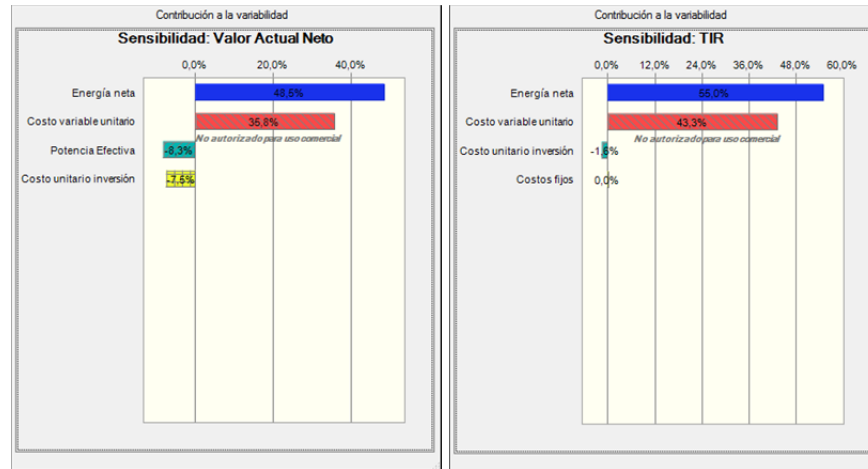 Contribución a la variabilidad
Sensibilidad: Valor Actual Neto
0,0% 20,0% 40,0%
Energía neta 48,5%
Costo variable unitario 35,8%
No autorizado para uso comercial
Potencia Efectiva -8,3%
Costo unitario inversión -7,5%
Contribución a la variabilidad
Sensibilidad: TIR
0,0% 12,0% 24,0% 36,0% 48,0% 60,0%
Energía neta 55,0%
Costo variable unitario 43,3%
No autorizado para uso comercial
Costo unitario inversión -1,6%
Costos fijos 0,0%